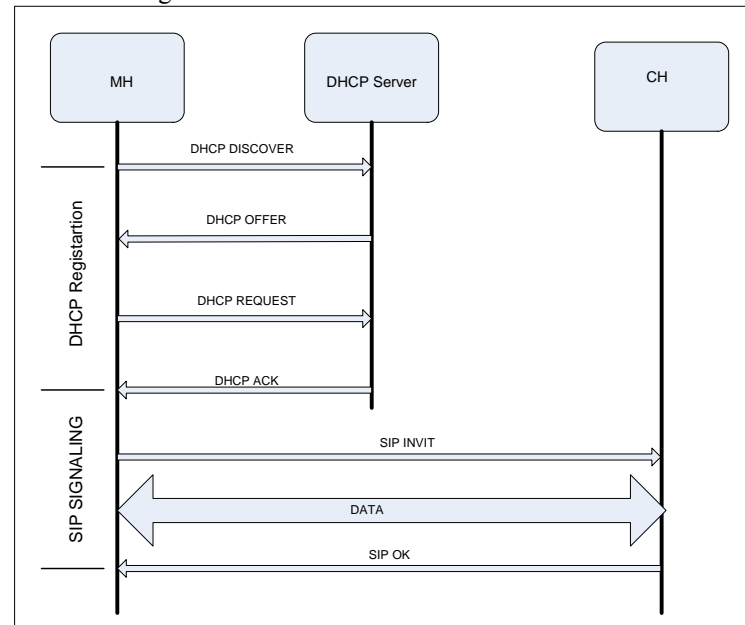 MH
DHCP Server
CH
DHCP DISCOVER
DHCP OFFER
DHCP REQUEST
DHCP ACK
DHCP Registartion
SIP INVIT
DATA
SIP OK
SIP SIGNALING